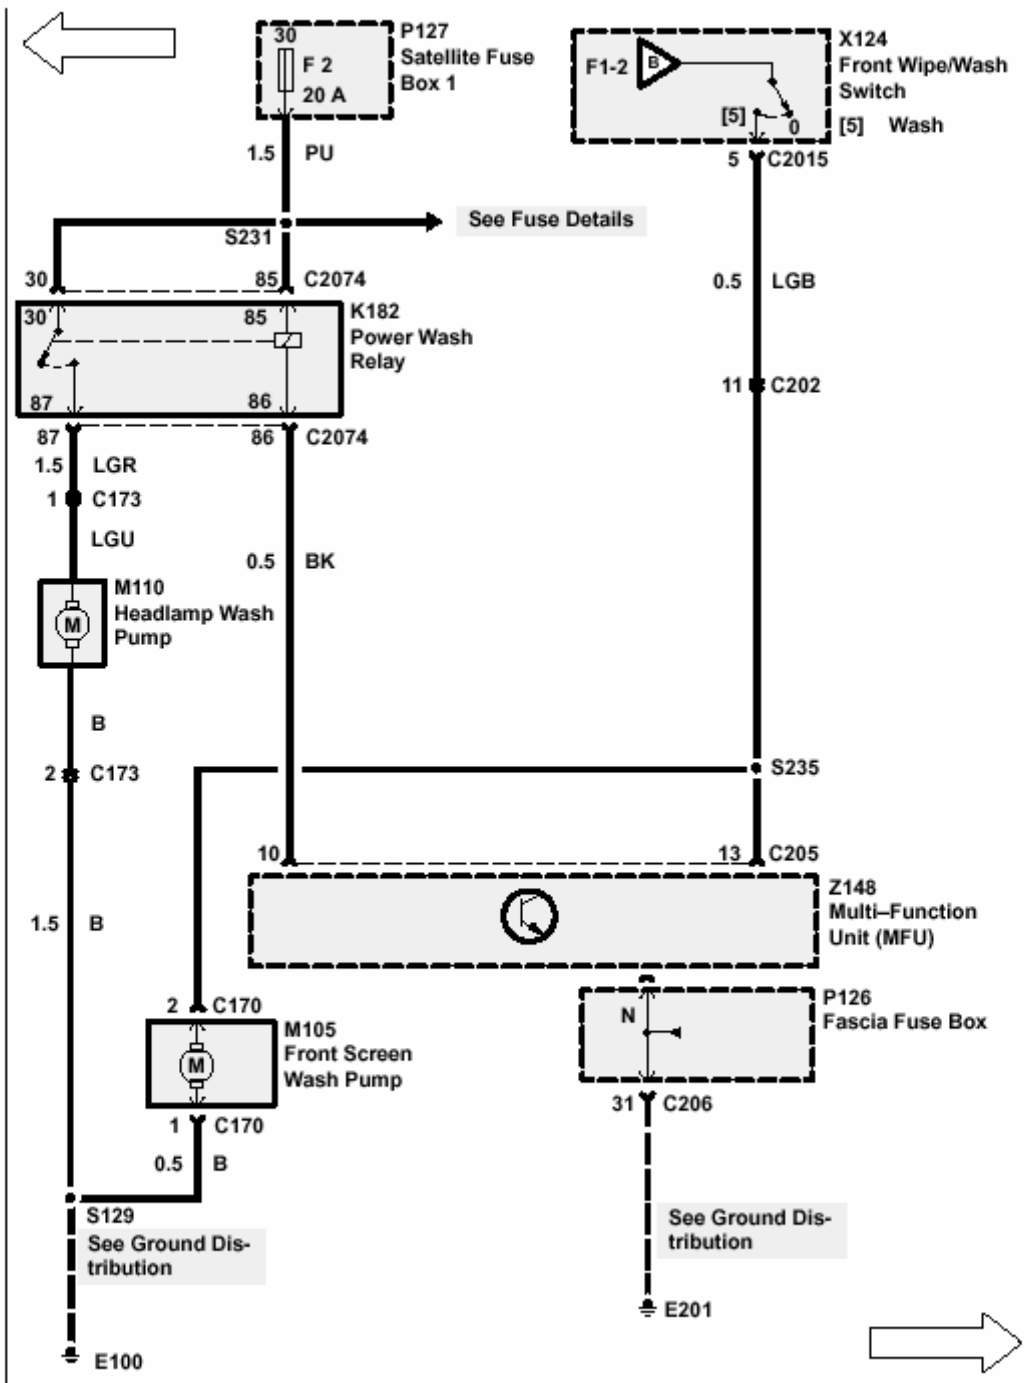 30
F 2
20 A
P127
Satellite Fuse
Box 1
F1-2
B
[5]
0
X124
Front Wipe/Wash
Switch
[5] Wash
1.5 PU
5 C2015
S231
See Fuse Details
30
85 C2074
0.5 LGB
30
85
87
86
K182
Power Wash
Relay
11 C202
87
86 C2074
1.5 LGR
1 C173
LGU
0.5 BK
M
M110
Headlamp Wash
Pump
B
2 C173
S235
10
13 C205
Z148
Multi–Function
Unit (MFU)
1.5 B
2 C170
M
M105
Front Screen
Wash Pump
N
P126
Fascia Fuse Box
31 C206
1 C170
0.5 B
S129
See Ground Dis-
tribution
See Ground Dis-
tribution
E201
E100